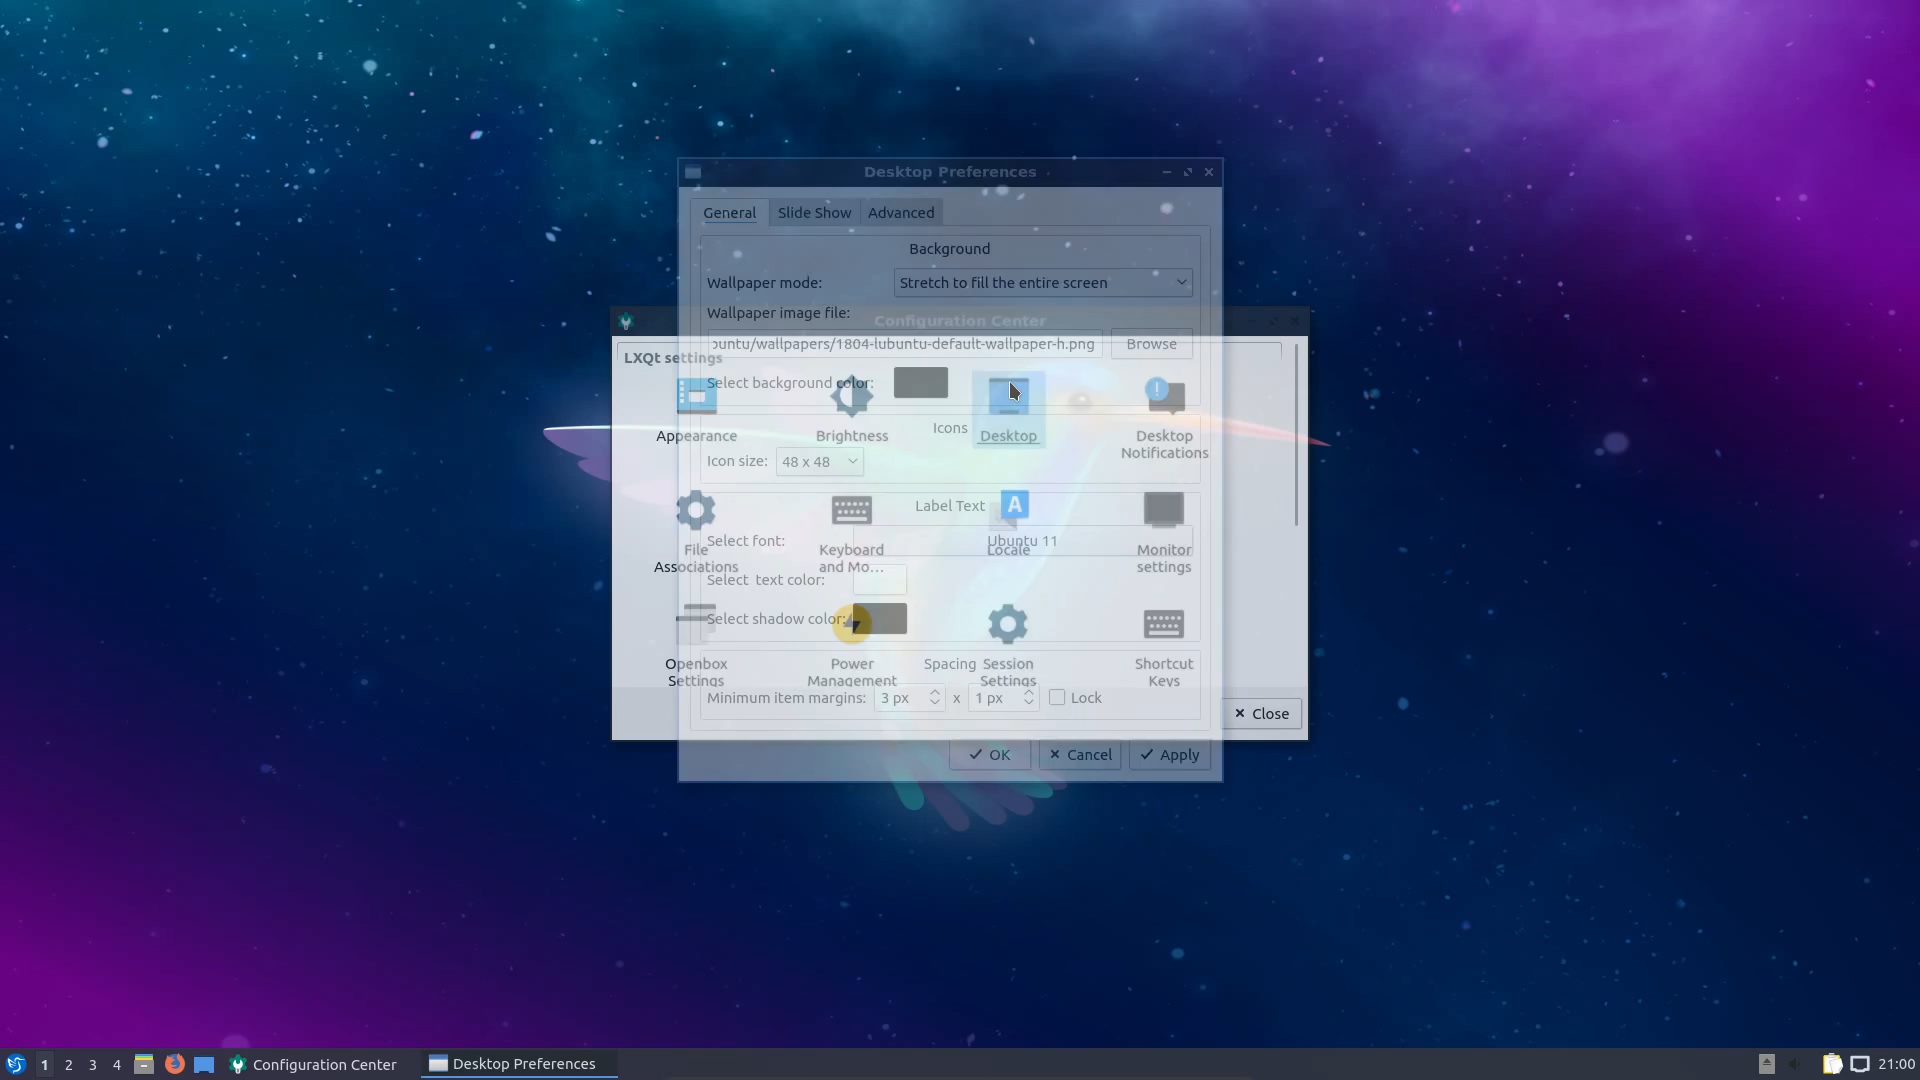 Desktop Preferences
General Slide Show Advanced
Background
Wallpaper mode: Stretch to fill the entire screen
Wallpaper image file:
ountu/wallpapers/1804-lubuntu-default-wallpaper-h.png Browse
Select background color:
Icons
Icon size: 48 x 48
Label Text
Select font: Ubuntu 11
Select text color:
Select shadow color:
Spacing
Minimum item margins: 3 px x 1 px Lock
OK Cancel Apply
Configuration Center
LXQt settings
Appearance Brightness Desktop Desktop
Notifications
File Keyboard Locale Monitor
Associations and Mo... settings
Openbox Power Session Shortcut
Settings Management Settings Keys
Close
1 2 3 4 Configuration Center Desktop Preferences 21:00